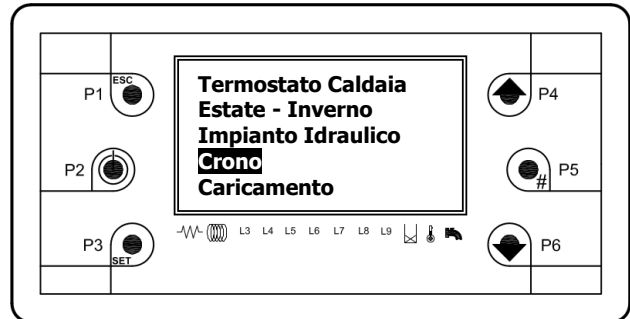 ESC
P1
P2
P3
SET
Termostato Caldaia
Estate - Inverno
Impianto Idraulico
Crono
Caricamento
L3 L4 L5 L6 L7 L8 L9
P4
# P5
P6